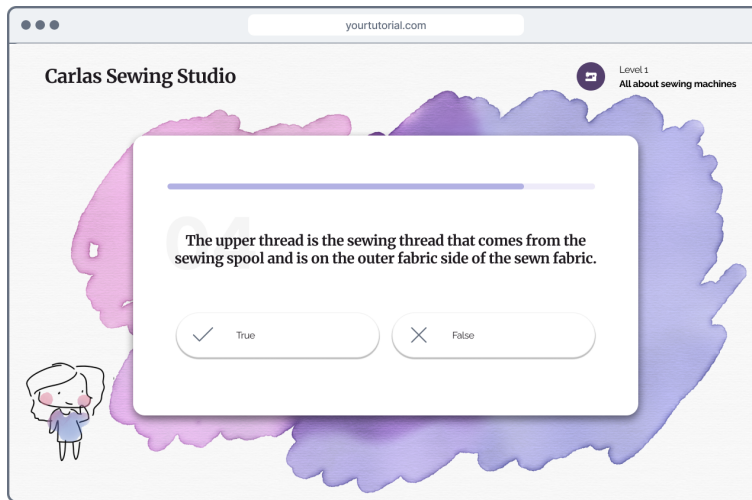 yourtutorial.com
Carlas Sewing Studio
Level 1
All about sewing machines
04
The upper thread is the sewing thread that comes from the
sewing spool and is on the outer fabric side of the sewn fabric.
True
False